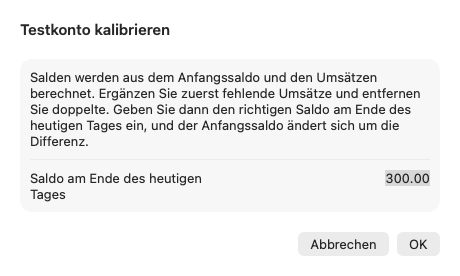 Testkonto kalibrieren
Salden werden aus dem Anfangssaldo und den Umsätzen
berechnet. Ergänzen Sie zuerst fehlende Umsätze und entfernen
Sie doppelte. Geben Sie dann den richtigen Saldo am Ende des
heutigen Tages ein, und der Anfangssaldo ändert sich um die
Differenz.
Saldo am Ende des heutigen
Tages
300.00
Abbrechen
OK